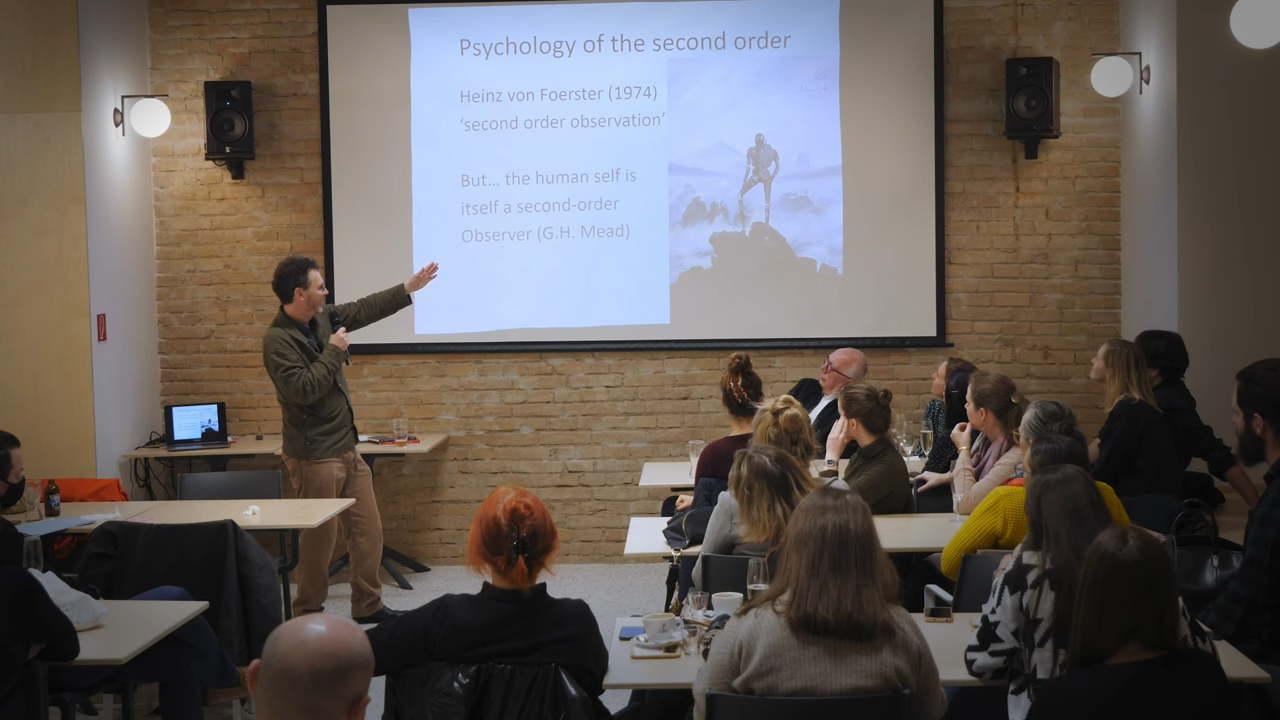 Psychology of the second order
Heinz von Foerster (1974)
‘second order observation’
But... the human self is
itself a second-order
Observer (G.H. Mead)